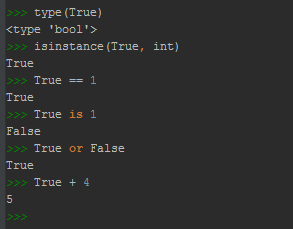 >>> type(True)
<type 'bool'>
>>> isinstance(True, int)
True
>>> True == 1
True
>>> True is 1
False
>>> True or False
True
>>> True + 4
5
>>>